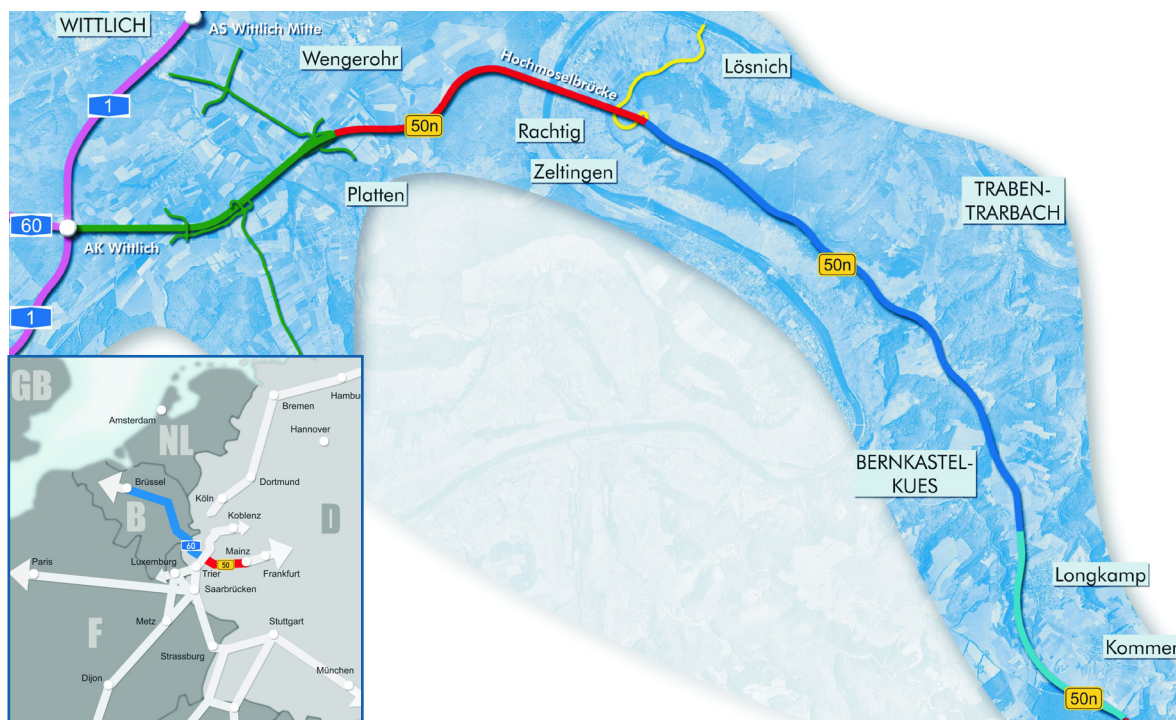 WITTLICH
AS Wittlich Mitte
Wengerohr
Hochmoselbrücke
Lösnich
1
50n
Rachtig
Zeltingen
Platten
TRABEN-
TRARBACH
60
AK Wittlich
50n
1
BERNKASTEL-
KUES
Longkamp
Kommen
50n
GB
Hamburg
Bremen
Amsterdam
Hannover
NL
Dortmund
Brüssel
Köln
B
Koblenz
D
60
Mainz
Paris
Luxemburg
50
Trier
Frankfurt
Saarbrücken
Metz
Stuttgart
F
Strassburg
Dijon
München